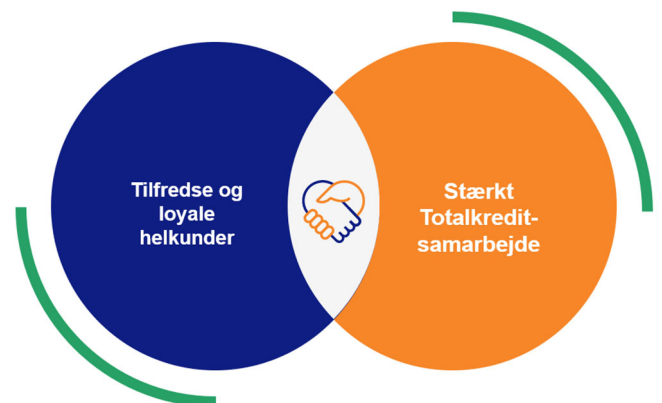 Tilfredse og
loyale
helkunder
Stærkt
Totalkredit-
samarbejde